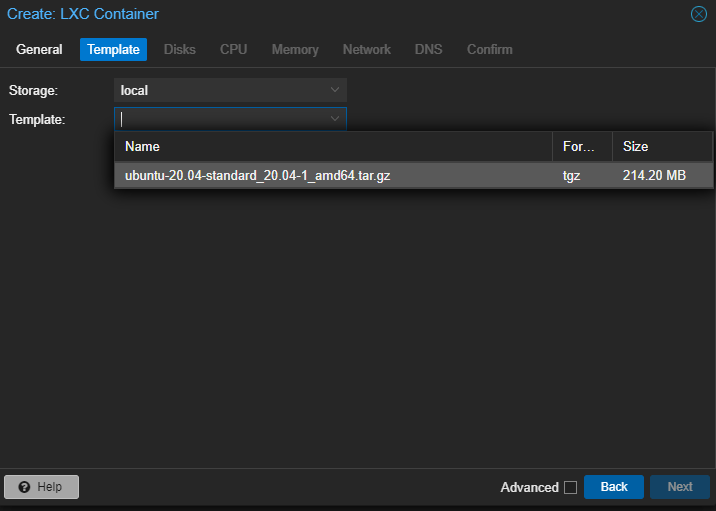 Create: LXC Container
General Template Disks CPU Memory Network DNS Confirm
Storage: local
Template:
Name For... Size
ubuntu-20.04-standard_20.04-1_amd64.tar.gz tgz 214.20 MB
Help Advanced Back Next